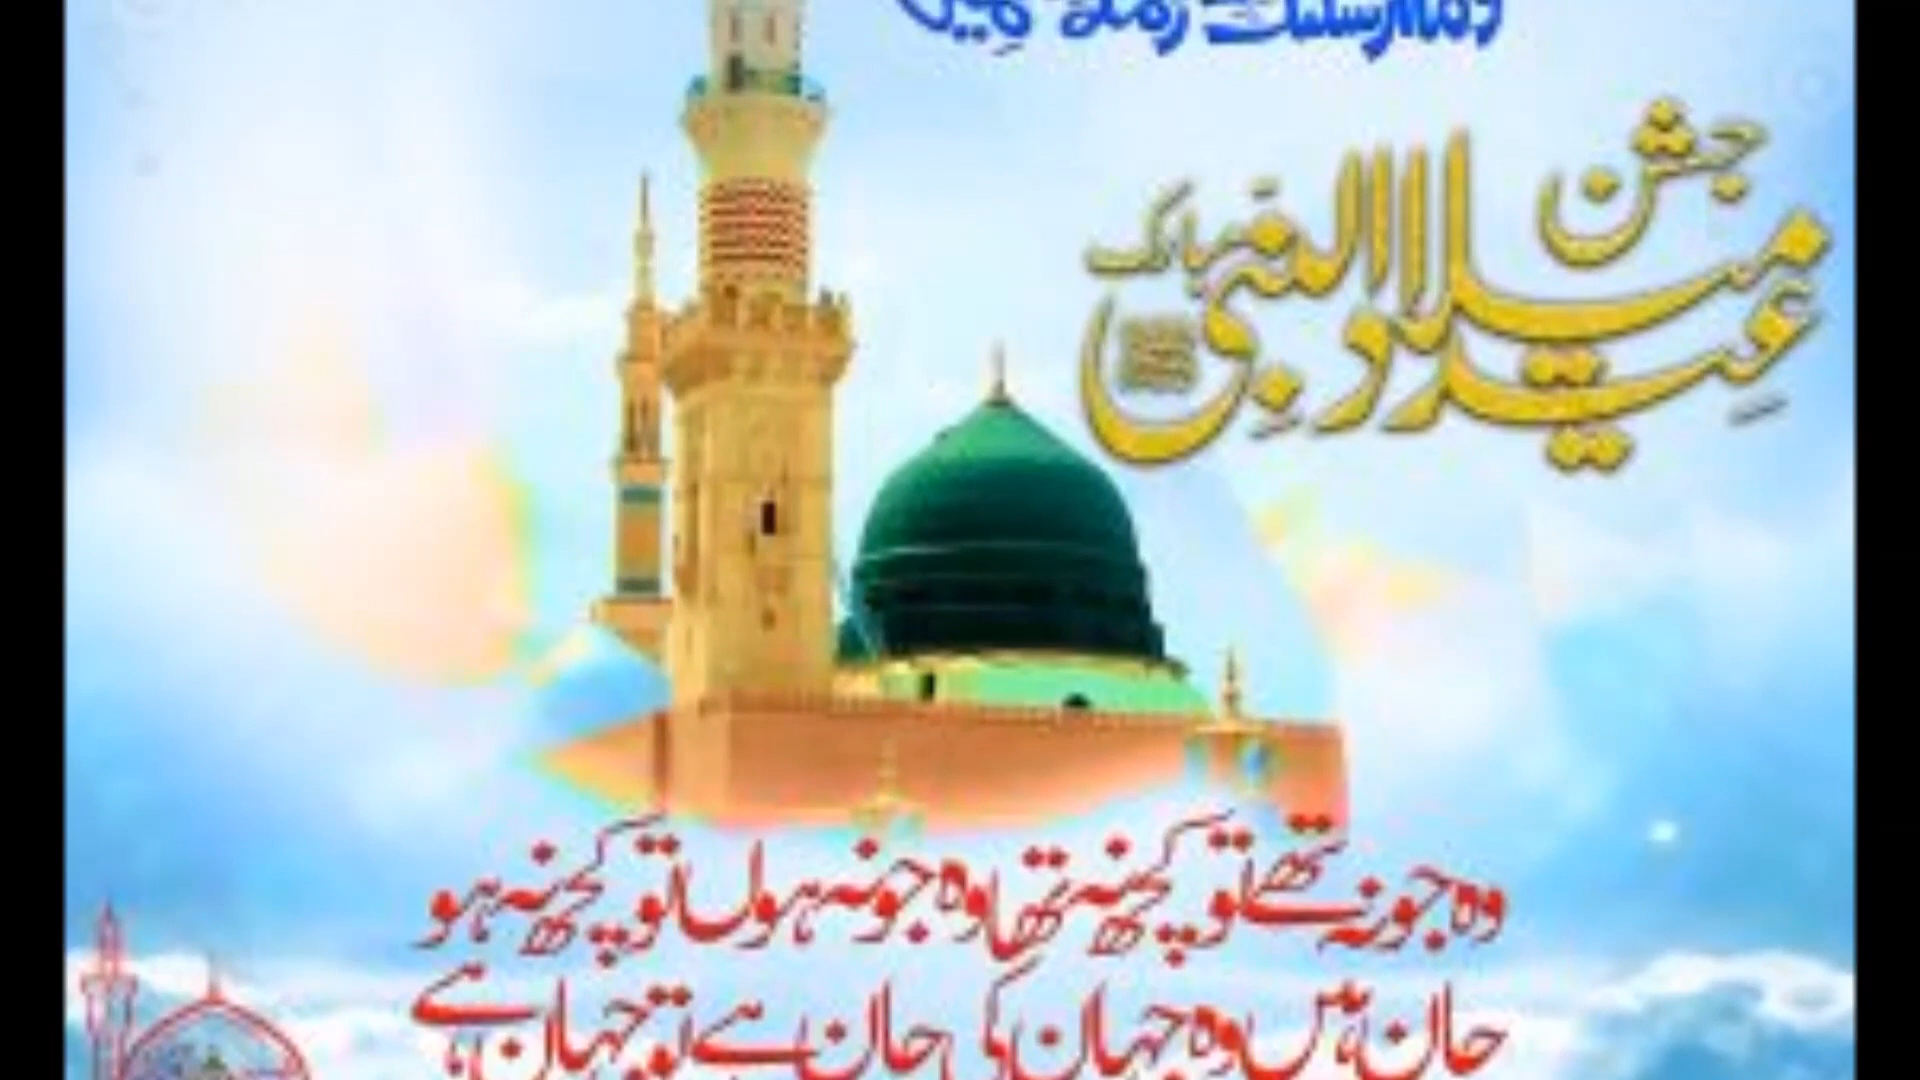 جشن
عید میلاد النبی ﷺ مبارک
وہ جو نہ تھے تو کچھ نہ تھا وہ جو نہ ہوں تو کچھ نہ ہو
جان ہیں وہ جہان کی جان ہے تو جہان ہے